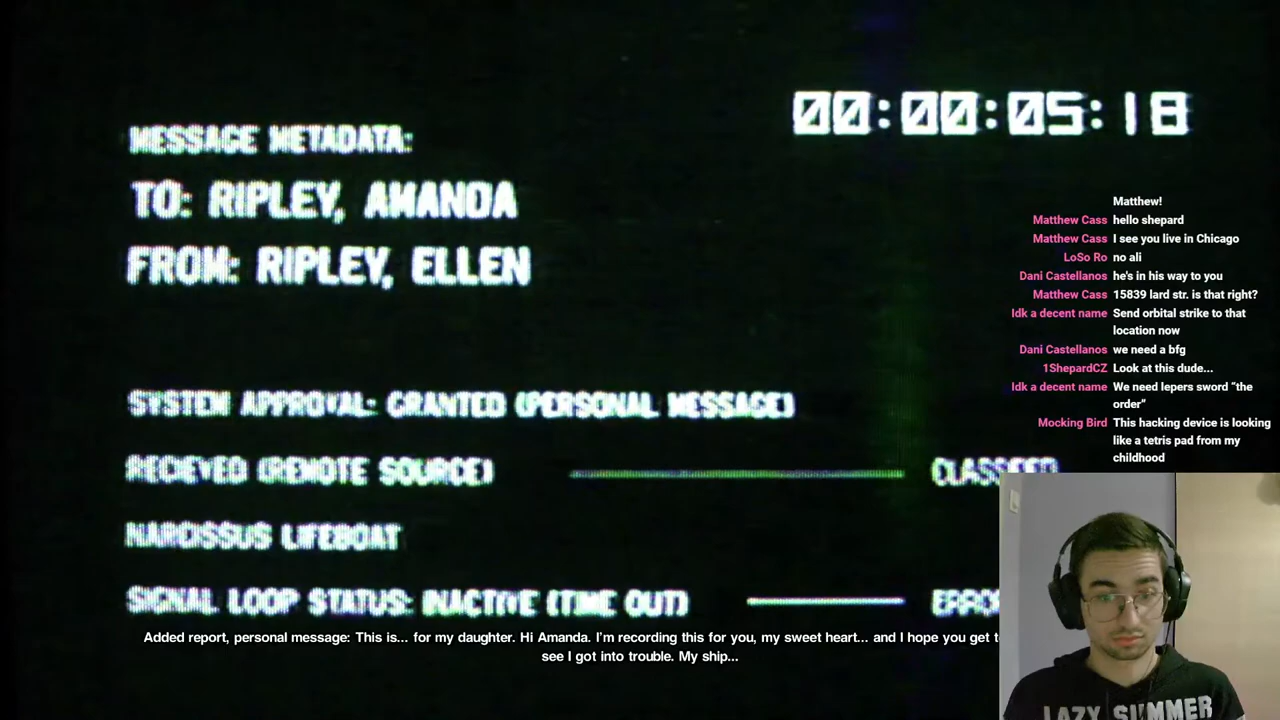 MESSAGE METADATA:
00:00:05:18
TO: RIPLEY, AMANDA
FROM: RIPLEY, ELLEN
SYSTEM APPROVAL: GRANTED (PERSONAL MESSAGE)
RECIEVED (REMOTE SOURCE)
NARCISSUS LIFEBOAT
SIGNAL LOOP STATUS: INACTIVE (TIME OUT)
Added report, personal message: This is... for my daughter. Hi Amanda. I'm recording this for you, my sweet heart... and I hope you get
see I got into trouble. My ship...
Matthew!
Matthew Cass hello shepard
Matthew Cass I see you live in Chicago
LoSo Ro no ali
Dani Castellanos he's in his way to you
Matthew Cass 15839 lard str. is that right?
Idk a decent name Send orbital strike to that
location now
Dani Castellanos we need a bfg
1ShepardCZ Look at this dude...
Idk a decent name We need lepers sword "the
order"
Mocking Bird This hacking device is looking
like a tetris pad from my
childhood
LAZY SUMMER